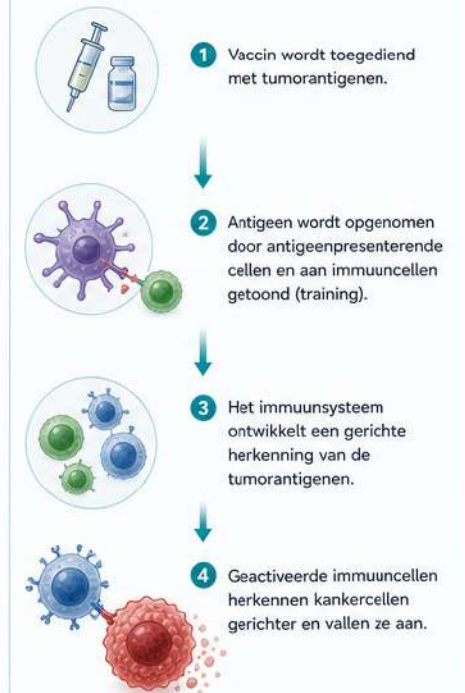 1 Vaccin wordt toegediend
met tumorantigenen.
2 Antigeen wordt opgenomen
door antigeenpresenterende
cellen en aan immuuncellen
getoond (training).
3 Het immuunsysteem
ontwikkelt een gerichte
herkenning van de
tumorantigenen.
4 Geactiveerde immuuncellen
herkennen kankercellen
gerichter en vallen ze aan.